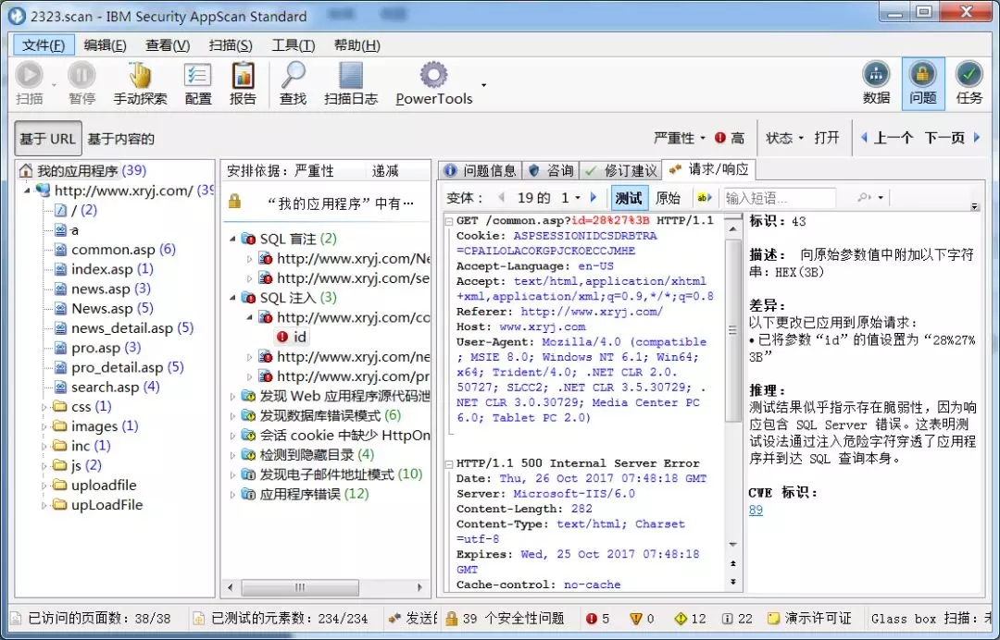 2323.scan - IBM Security AppScan Standard
文件(F) 编辑(E) 查看(V) 扫描(S) 工具(T) 帮助(H)
扫描 暂停 手动探索 配置 报告 查找 扫描日志 PowerTools 数据 问题 任务
基于 URL 基于内容的 严重性 高 状态 打开 上一个 下一页
我的应用程序 (39)
http://www.xryj.com/ (39
/ (2)
a
common.asp (6)
index.asp (1)
news.asp (3)
News.asp (5)
news_detail.asp (5)
pro.asp (3)
pro_detail.asp (5)
search.asp (4)
css (1)
images (1)
inc (1)
js (2)
uploadfile
upLoadFile
安排依据：严重性 递减
“我的应用程序”中有…
SQL 盲注 (2)
http://www.xryj.com/Ne
http://www.xryj.com/se
SQL 注入 (3)
http://www.xryj.com/co
id
http://www.xryj.com/ne
http://www.xryj.com/pr
发现 Web 应用程序源代码泄
发现数据库错误模式 (6)
会话 cookie 中缺少 HttpOn
检测到隐藏目录 (4)
发现电子邮件地址模式 (10)
应用程序错误 (12)
问题信息 咨询 修订建议 请求/响应
变体： 19 的 1 测试 原始 ab 输入短语...
GET /common.asp?id=28%27%3B HTTP/1.1
Cookie: ASPSESSIONIDCSDRBTRA
=CPAILOLACOKGPJCKOECCJMHE
Accept-Language: en-US
Accept: text/html,application/xhtml
+xml,application/xml;q=0.9,*/*;q=0.8
Referer: http://www.xryj.com/
Host: www.xryj.com
User-Agent: Mozilla/4.0 (compatible
; MSIE 8.0; Windows NT 6.1; Win64;
x64; Trident/4.0; .NET CLR 2.0.
50727; SLCC2; .NET CLR 3.5.30729; .
NET CLR 3.0.30729; Media Center PC
6.0; Tablet PC 2.0)
HTTP/1.1 500 Internal Server Error
Date: Thu, 26 Oct 2017 07:48:18 GMT
Server: Microsoft-IIS/6.0
Content-Length: 282
Content-Type: text/html; Charset
=utf-8
Expires: Wed, 25 Oct 2017 07:48:18
GMT
Cache-control: no-cache
标识：43
描述： 向原始参数值中附加以下字符
串：HEX(3B)
差异：
以下更改已应用到原始请求：
•已将参数“id”的值设置为“28%27%
3B”
推理：
测试结果似乎指示存在脆弱性，因为响
应包含 SQL Server 错误。这表明测
试设法通过注入危险字符穿透了应用程
序并到达 SQL 查询本身。
CWE 标识：
89
已访问的页面数：38/38 已测试的元素数：234/234 发送的 39 个安全性问题 5 0 12 22 演示许可证 Glass box 扫描：